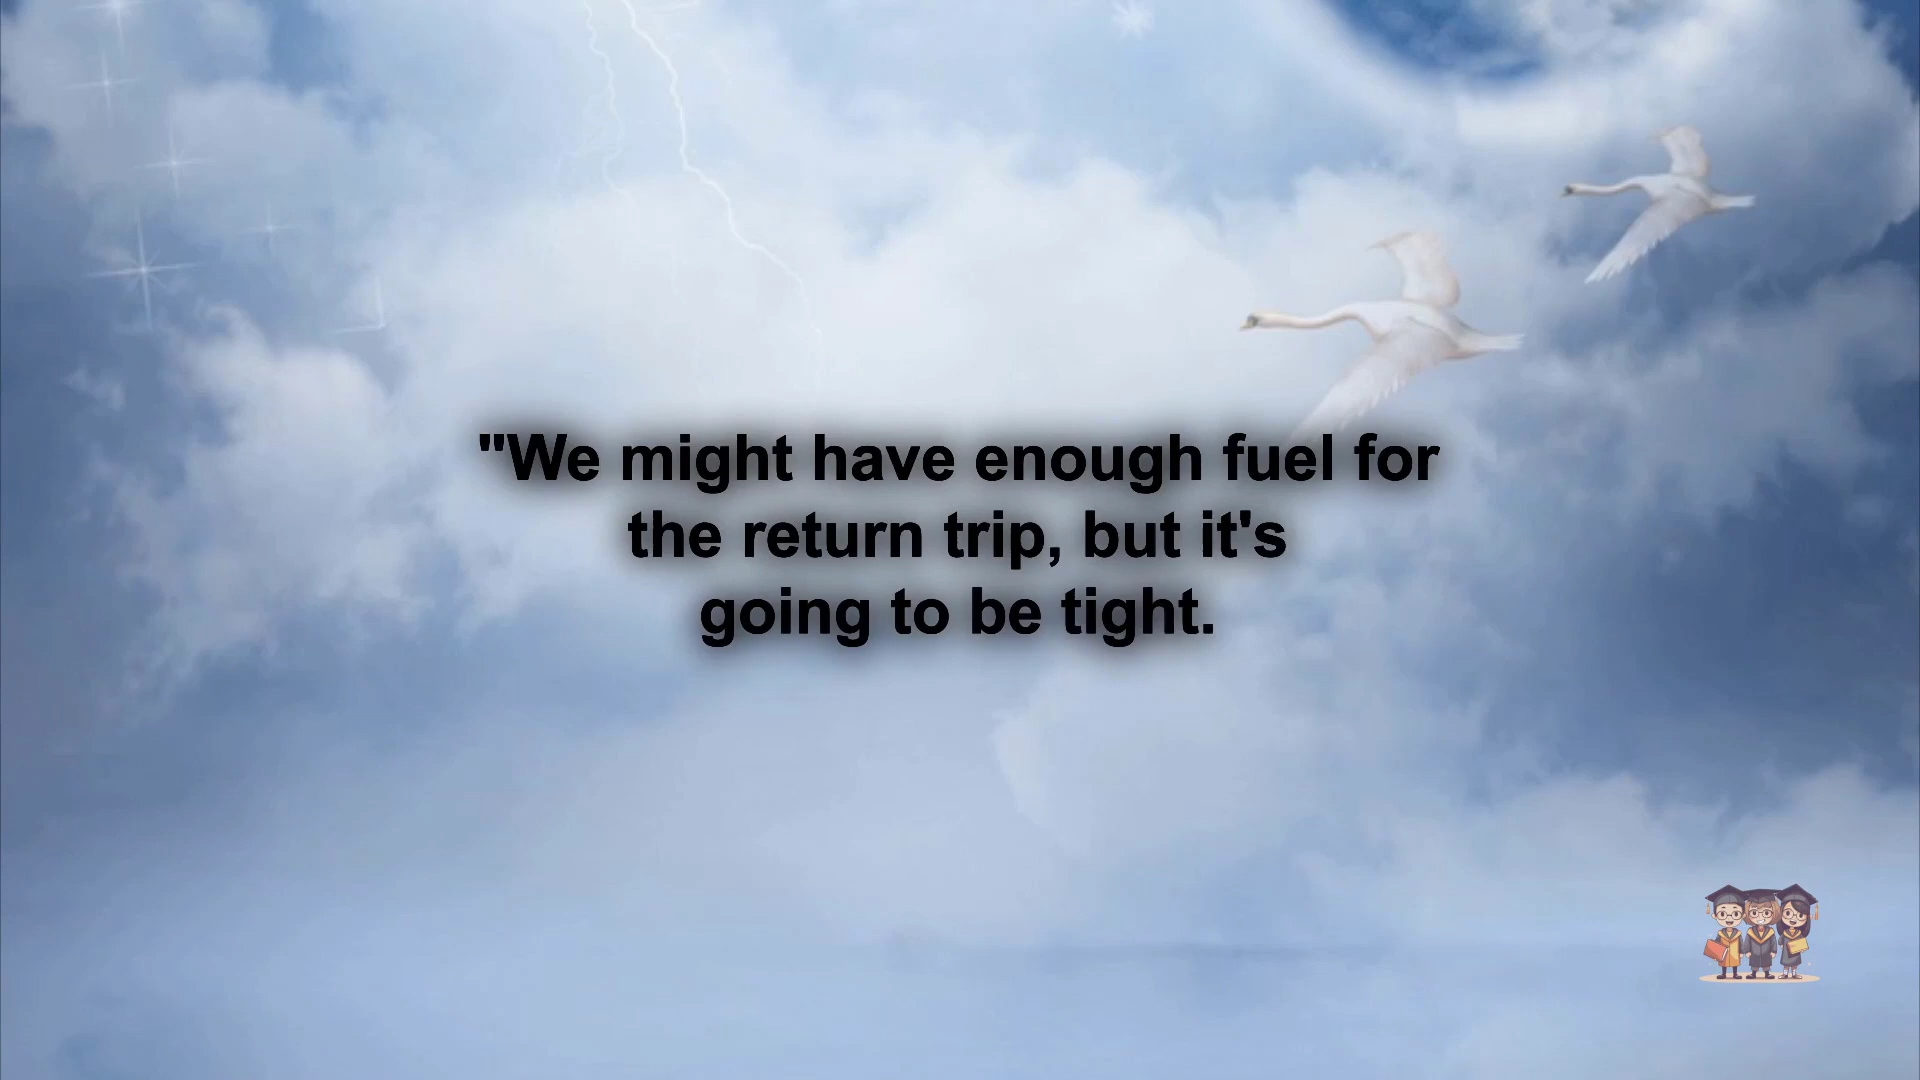 "We might have enough fuel for
the return trip, but it's
going to be tight.